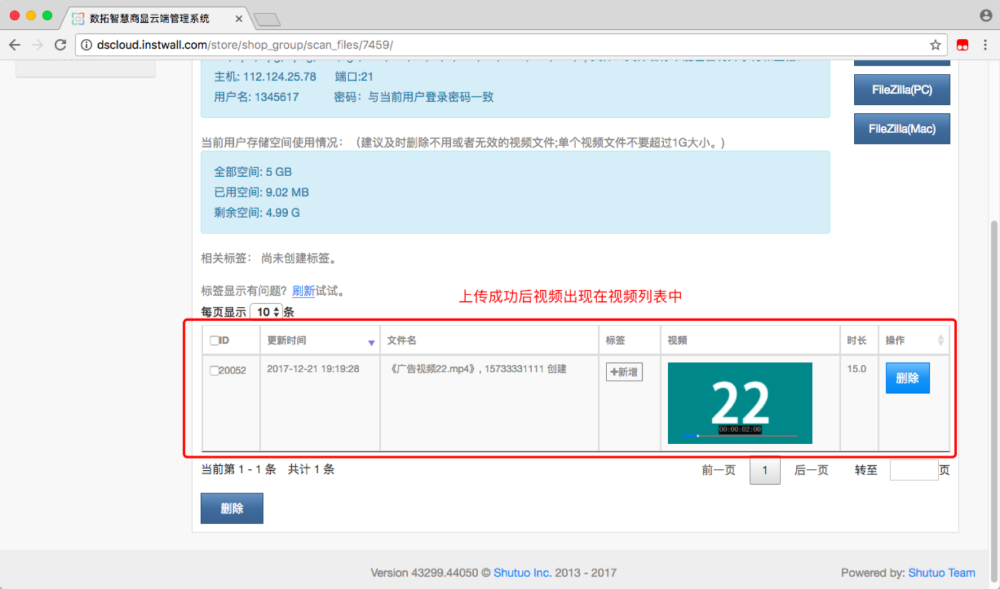 数拓智慧商显云端管理系统
dscloud.instwall.com/store/shop_group/scan_files/7459/
主机: 112.124.25.78 端口:21
用户名: 1345617 密码：与当前用户登录密码一致
FileZilla(PC)
FileZilla(Mac)
当前用户存储空间使用情况： （建议及时删除不用或者无效的视频文件;单个视频文件不要超过1G大小。)
全部空间: 5 GB
已用空间: 9.02 MB
剩余空间: 4.99 G
相关标签： 尚未创建标签。
标签显示有问题？刷新试试。
上传成功后视频出现在视频列表中
每页显示 10 条
ID 更新时间 文件名 标签 视频 时长 操作
20052 2017-12-21 19:19:28 《广告视频22.mp4》, 15733331111 创建 +新增 15.0 删除
22
00:00:02:00
当前第 1 - 1 条 共计 1 条 前一页 1 后一页 转至 页
删除
Version 43299.44050 © Shutuo Inc. 2013 - 2017 Powered by: Shutuo Team